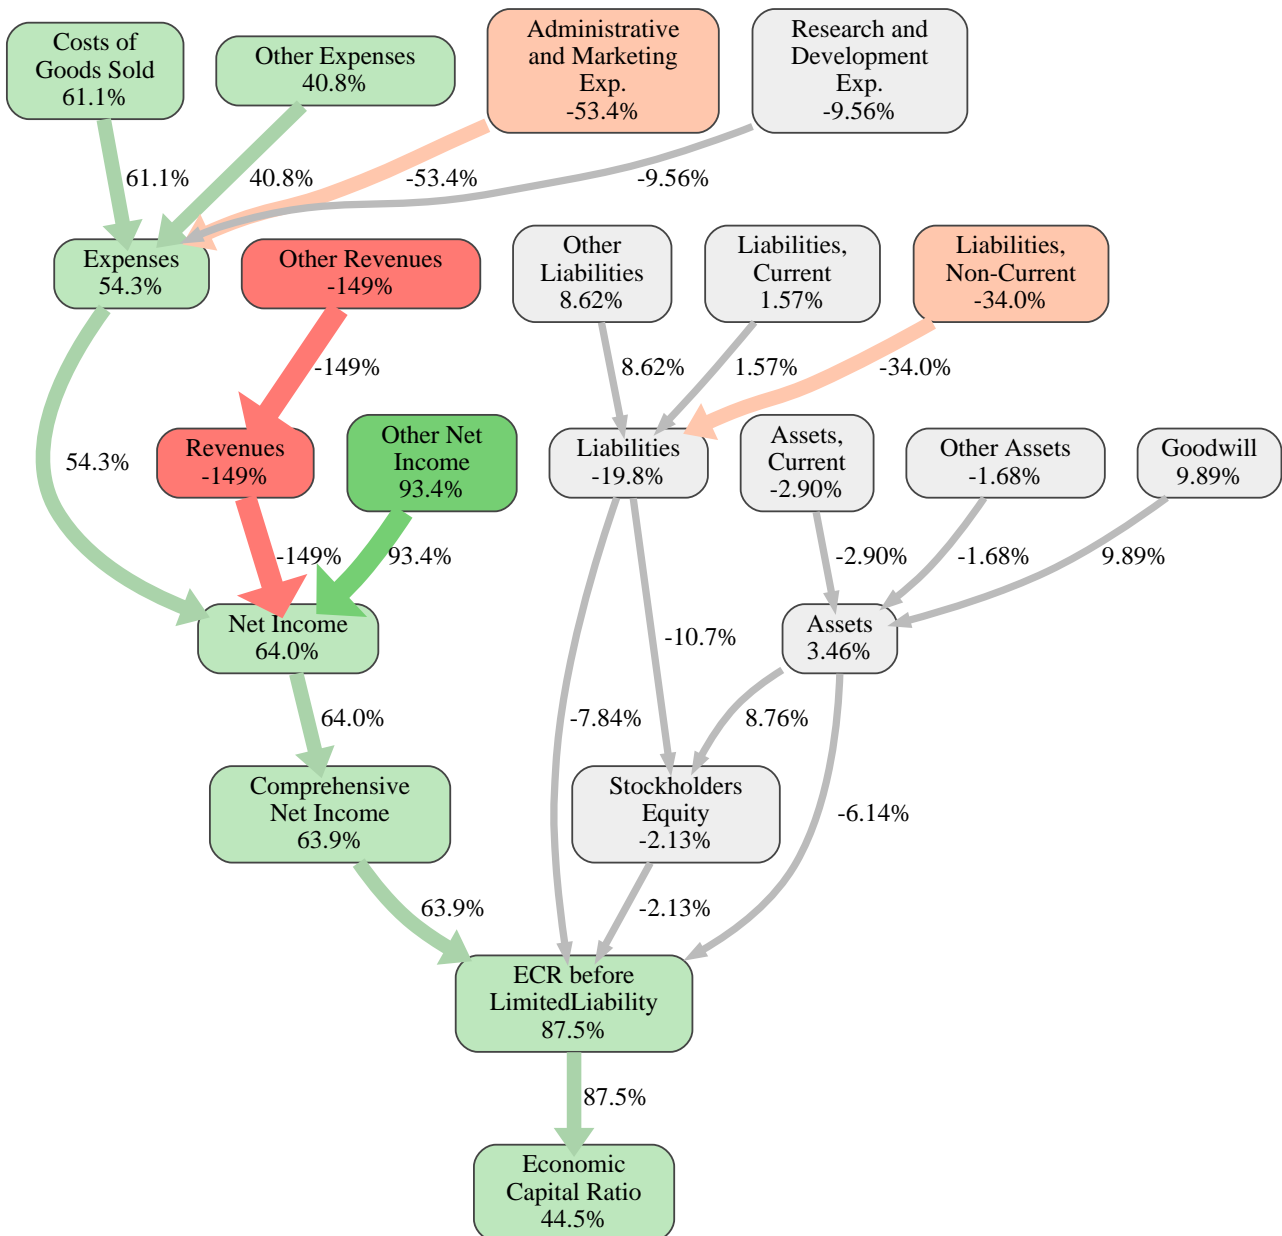 Costs of
Goods Sold
61.1%
Other Expenses
40.8%
Administrative
and Marketing
Exp.
-53.4%
Research and
Development
Exp.
-9.56%
61.1%
40.8%
-53.4%
-9.56%
Expenses
54.3%
Other Revenues
-149%
Other
Liabilities
8.62%
Liabilities,
Current
1.57%
Liabilities,
Non-Current
-34.0%
-149%
8.62%
1.57%
-34.0%
54.3%
Revenues
-149%
Other Net
Income
93.4%
Liabilities
-19.8%
Assets,
Current
-2.90%
Other Assets
-1.68%
Goodwill
9.89%
-149%
93.4%
-2.90%
-1.68%
9.89%
Net Income
64.0%
-10.7%
Assets
3.46%
64.0%
-7.84%
8.76%
Comprehensive
Net Income
63.9%
Stockholders
Equity
-2.13%
-6.14%
63.9%
-2.13%
ECR before
LimitedLiability
87.5%
87.5%
Economic
Capital Ratio
44.5%